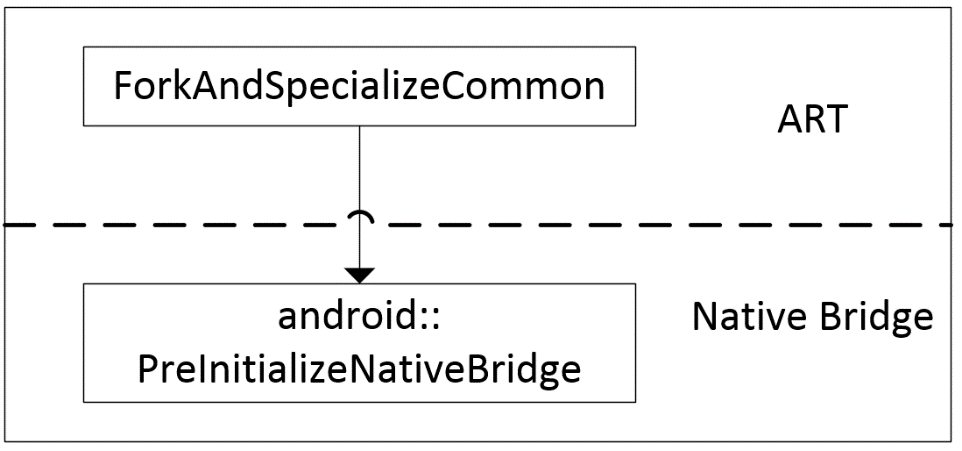 ForkAndSpecializeCommon
ART
android::
PreInitializeNativeBridge
Native Bridge